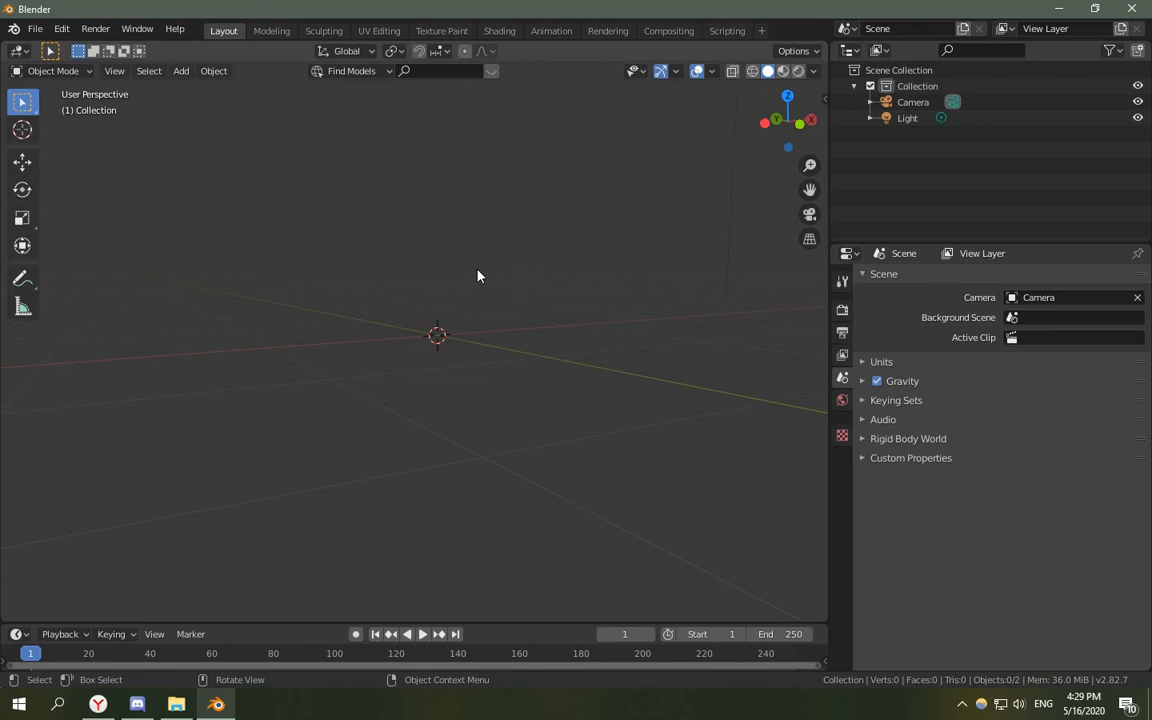 Blender
File Edit Render Window Help Layout Modeling Sculpting UV Editing Texture Paint Shading Animation Rendering Compositing Scripting + Scene View Layer
Global Options
Object Mode View Select Add Object Find Models
User Perspective
(1) Collection
Z
Y X
Scene Collection
Collection
Camera
Light
Scene View Layer
Scene
Camera Camera
Background Scene
Active Clip
Units
Gravity
Keying Sets
Audio
Rigid Body World
Custom Properties
Playback Keying View Marker 1 Start 1 End 250
1 20 40 60 80 100 120 140 160 180 200 220 240
Select Box Select Rotate View Object Context Menu Collection | Verts:0 | Faces:0 | Tris:0 | Objects:0/2 | Mem: 36.0 MiB | v2.82.7
Y ENG 4:29 PM
5/16/2020 10